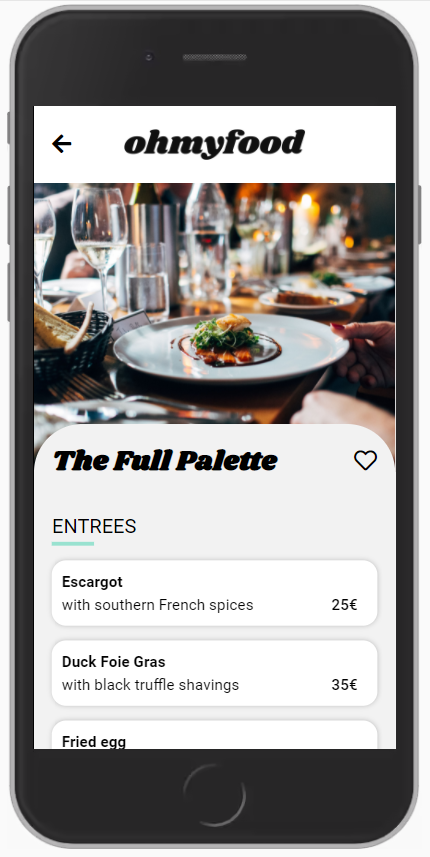 ohmyfood
The Full Palette
ENTREES
Escargot
with southern French spices 25€
Duck Foie Gras
with black truffle shavings 35€
Fried egg